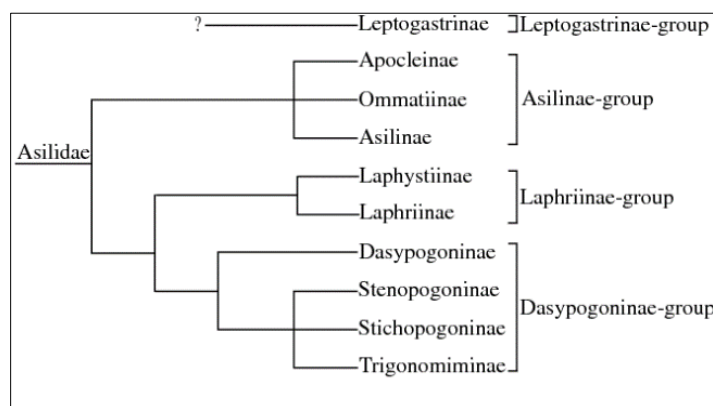 ? Leptogastrinae Leptogastrinae-group
Apocleinae
Ommatiinae Asilinae-group
Asilinae
Asilidae
Laphystiinae
Laphriinae-group
Laphriinae
Dasypogoninae
Stenopogoninae
Dasypogoninae-group
Stichopogoninae
Trigonomiminae